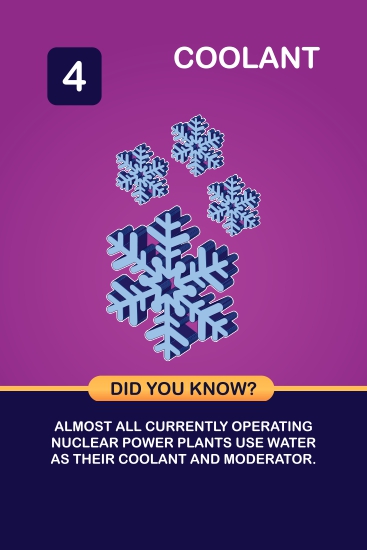 4
COOLANT
DID YOU KNOW?
ALMOST ALL CURRENTLY OPERATING
NUCLEAR POWER PLANTS USE WATER
AS THEIR COOLANT AND MODERATOR.